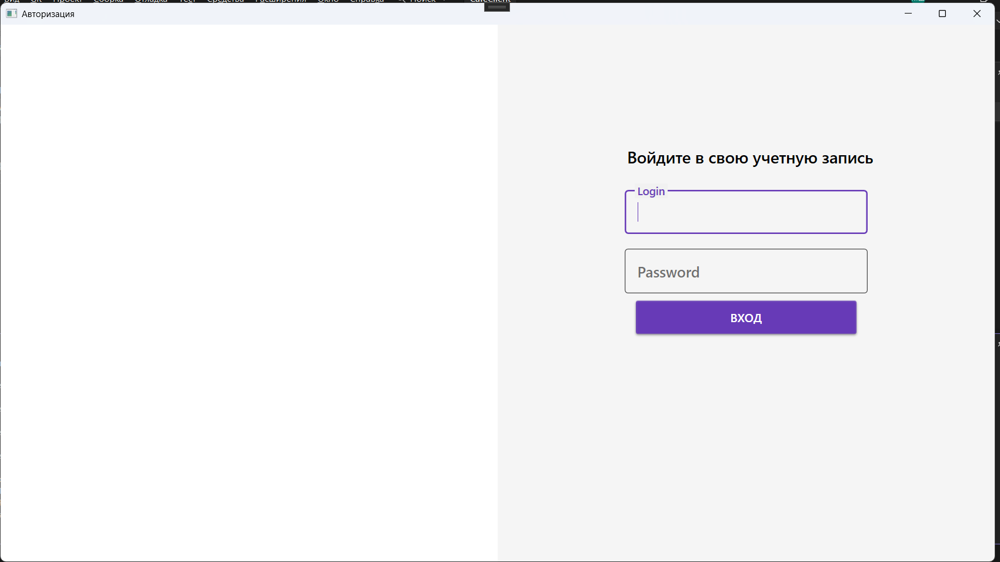 Авторизация
Войдите в свою учетную запись
Login
Password
ВХОД